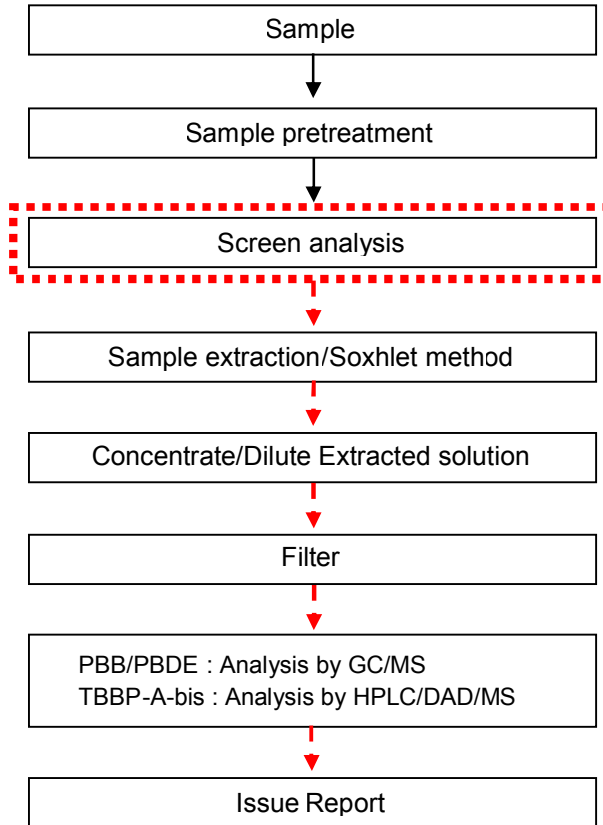 Sample
Sample pretreatment
Screen analysis
Sample extraction/Soxhlet method
Concentrate/Dilute Extracted solution
Filter
PBB/PBDE : Analysis by GC/MS
TBBP-A-bis : Analysis by HPLC/DAD/MS
Issue Report